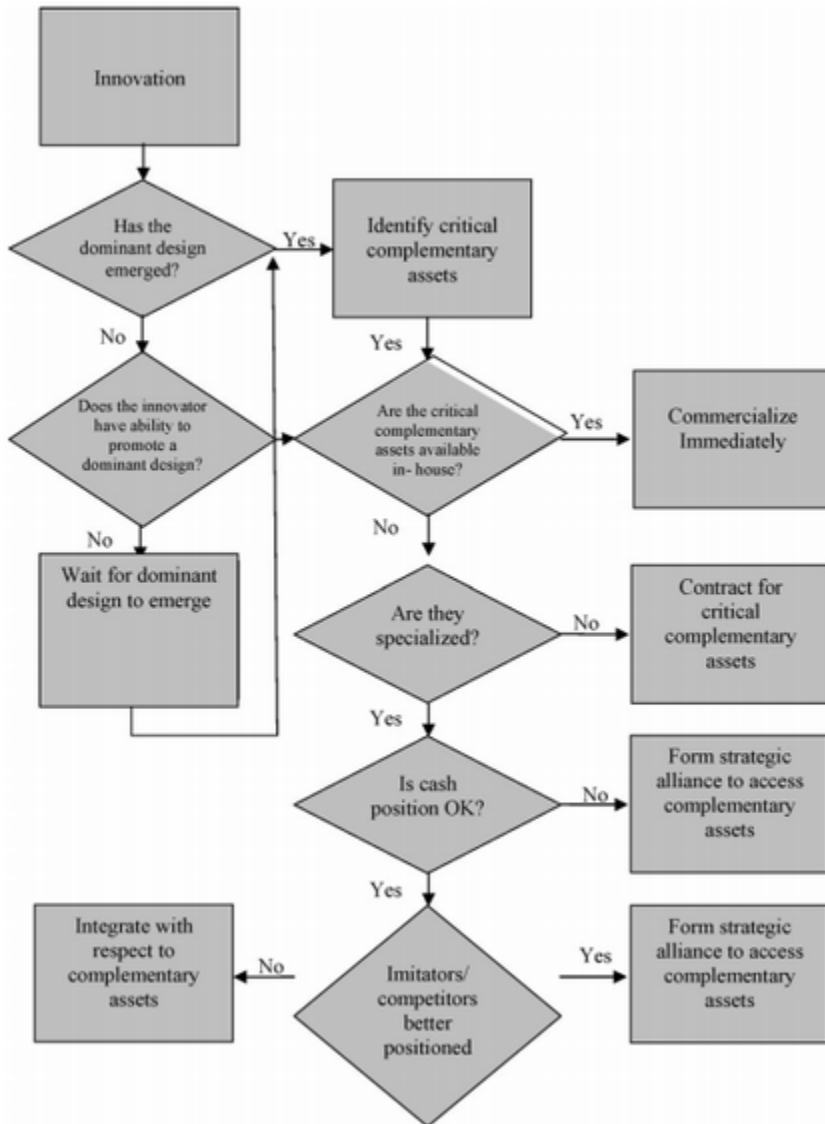 Innovation
Has the
dominant design
emerged?
Yes
Identify critical
complementary
assets
No
Yes
Does the innovator
have ability to
promote a
dominant design?
Are the critical
complementary
assets available
in- house?
Yes
Commercialize
Immediately
No
No
Wait for dominant
design to emerge
Are they
specialized?
No
Contract for
critical
complementary
assets
Yes
Is cash
position OK?
No
Form strategic
alliance to access
complementary
assets
Yes
Integrate with
respect to
complementary
assets
No
Imitators/
competitors
better
positioned
Yes
Form strategic
alliance to access
complementary
assets